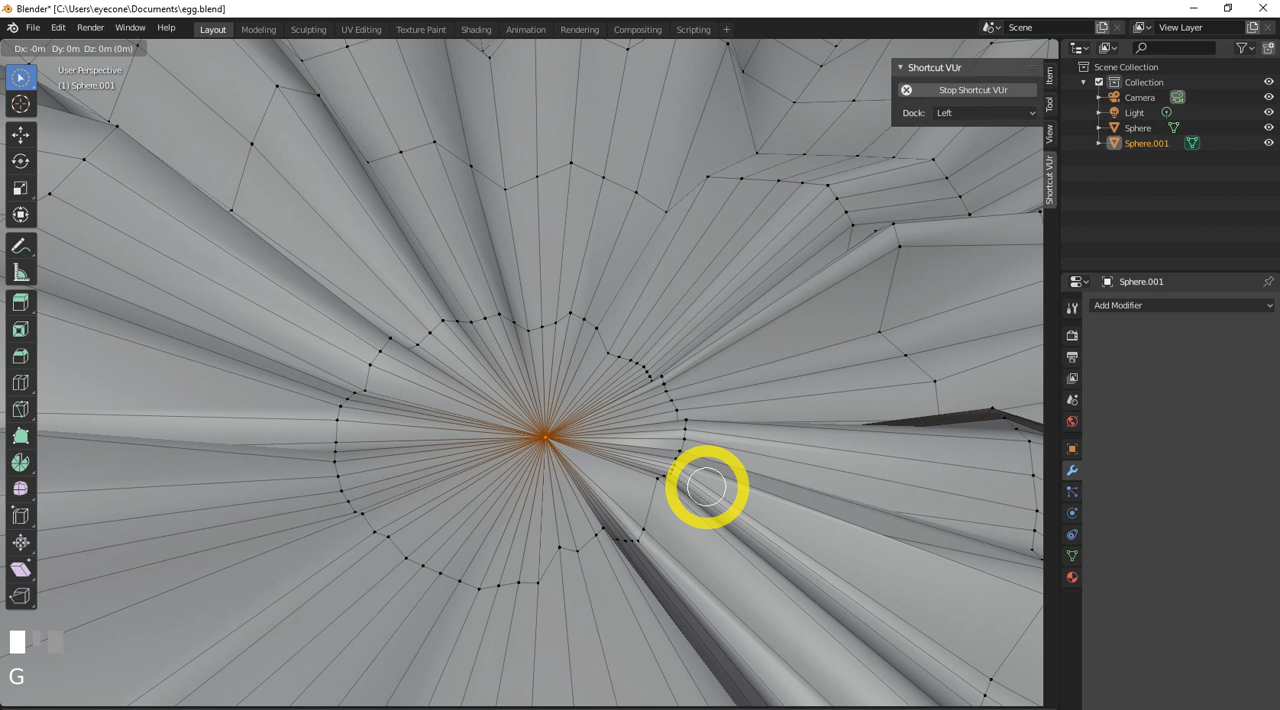 Blender* [C:\Users\eyecone\Documents\egg.blend]
File Edit Render Window Help Layout Modeling Sculpting UV Editing Texture Paint Shading Animation Rendering Compositing Scripting + Scene View Layer
Dx: -0m Dy: 0m Dz: 0m (0m)
User Perspective
(1) Sphere.001
Shortcut VUr
Stop Shortcut VUr
Dock: Left
Item
Tool
View
Shortcut VUr
Scene Collection
Collection
Camera
Light
Sphere
Sphere.001
Sphere.001
Add Modifier
G